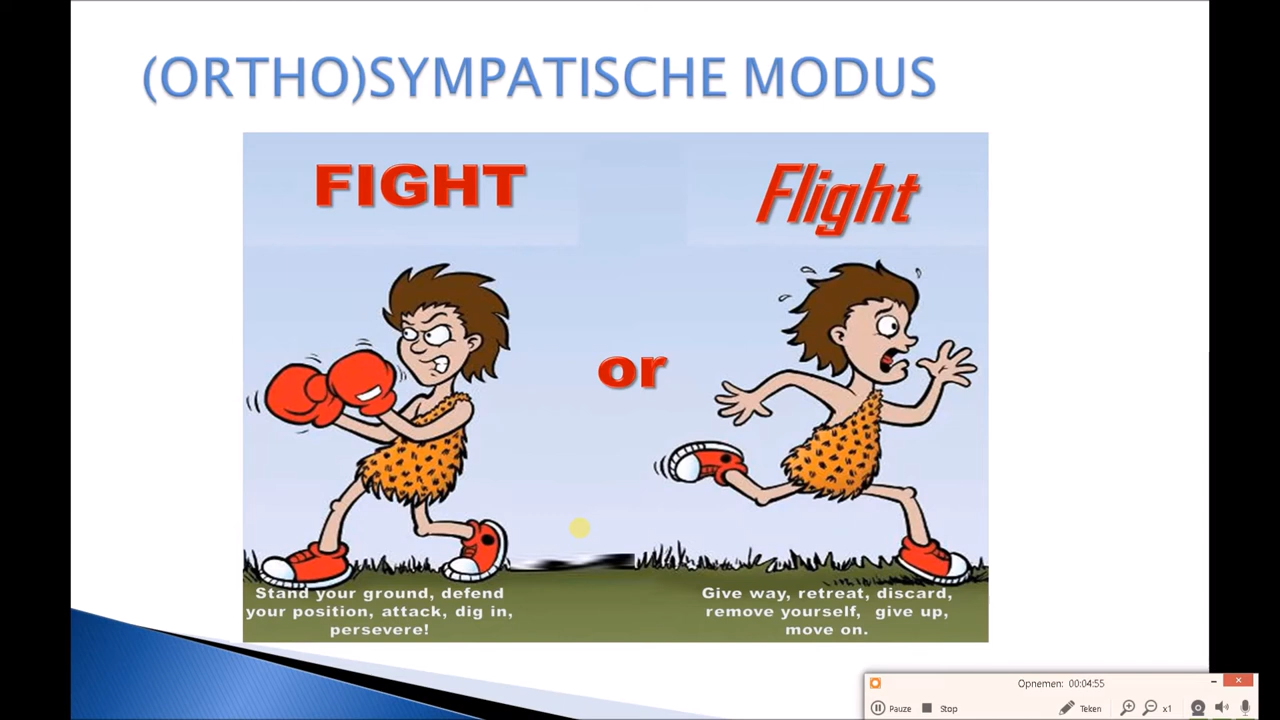 (ORTHO)SYMPATISCHE MODUS
FIGHT
Flight
or
Stand your ground, defend
your position, attack, dig in,
persevere!
Give way, retreat, discard,
remove yourself, give up,
move on.
Opnemen: 00:04:55
Pauze Stop Teken x1